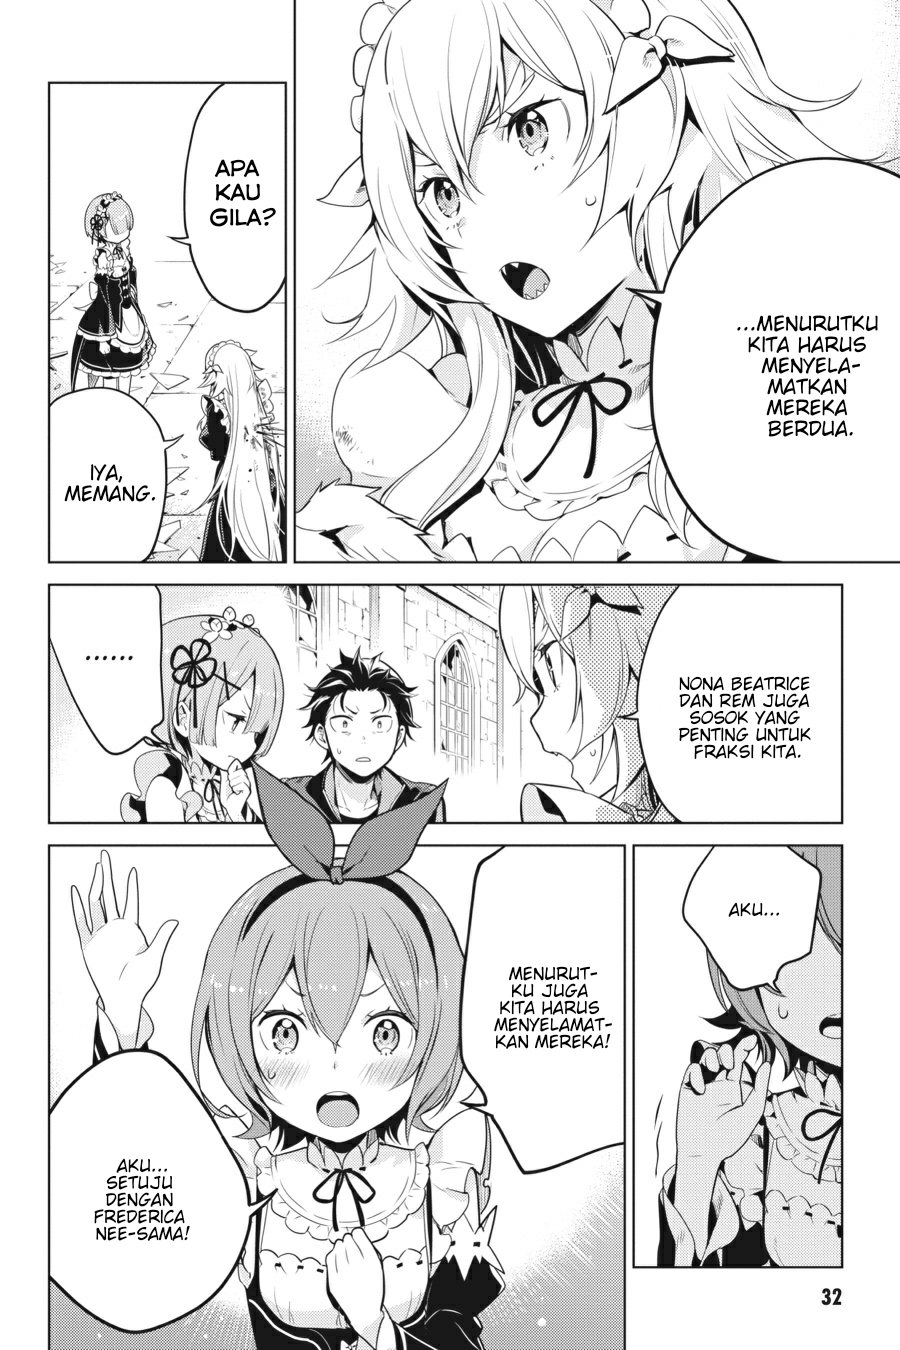 ...MENURUTKU
KITA HARUS
MENYELA-
MATKAN
MEREKA
BERDUA.
APA
KAU
GILA?
IYA,
MEMANG.
NONA BEATRICE
DAN REM JUGA
SOSOK YANG
PENTING UNTUK
FRAKSI KITA.
......
AKU...
MENURUT-
KU JUGA
KITA HARUS
MENYELAMAT-
KAN MEREKA!
AKU...
SETUJU
DENGAN
FREDERICA
NEE-SAMA!
32